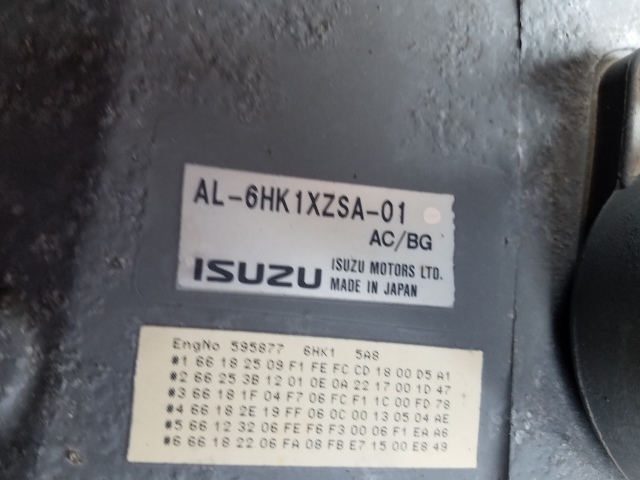 AL-6HK1XZSA-01
AC/BG
ISUZU ISUZU MOTORS LTD.
MADE IN JAPAN
EngNo 595877 6HK1 5A8
#1 66 18 25 09 F1 FE FC CD 18 00 D5 A1
#2 66 25 3B 12 01 0E 0A 22 17 00 1D 47
#3 66 18 1F 04 F7 06 FC F1 1C 00 FD 78
#4 66 18 2E 19 FF 06 0C 00 13 05 04 AE
#5 66 12 32 06 FE F6 F3 00 06 F1 EA A6
#6 66 18 22 06 FA 08 FB E7 15 00 E8 49